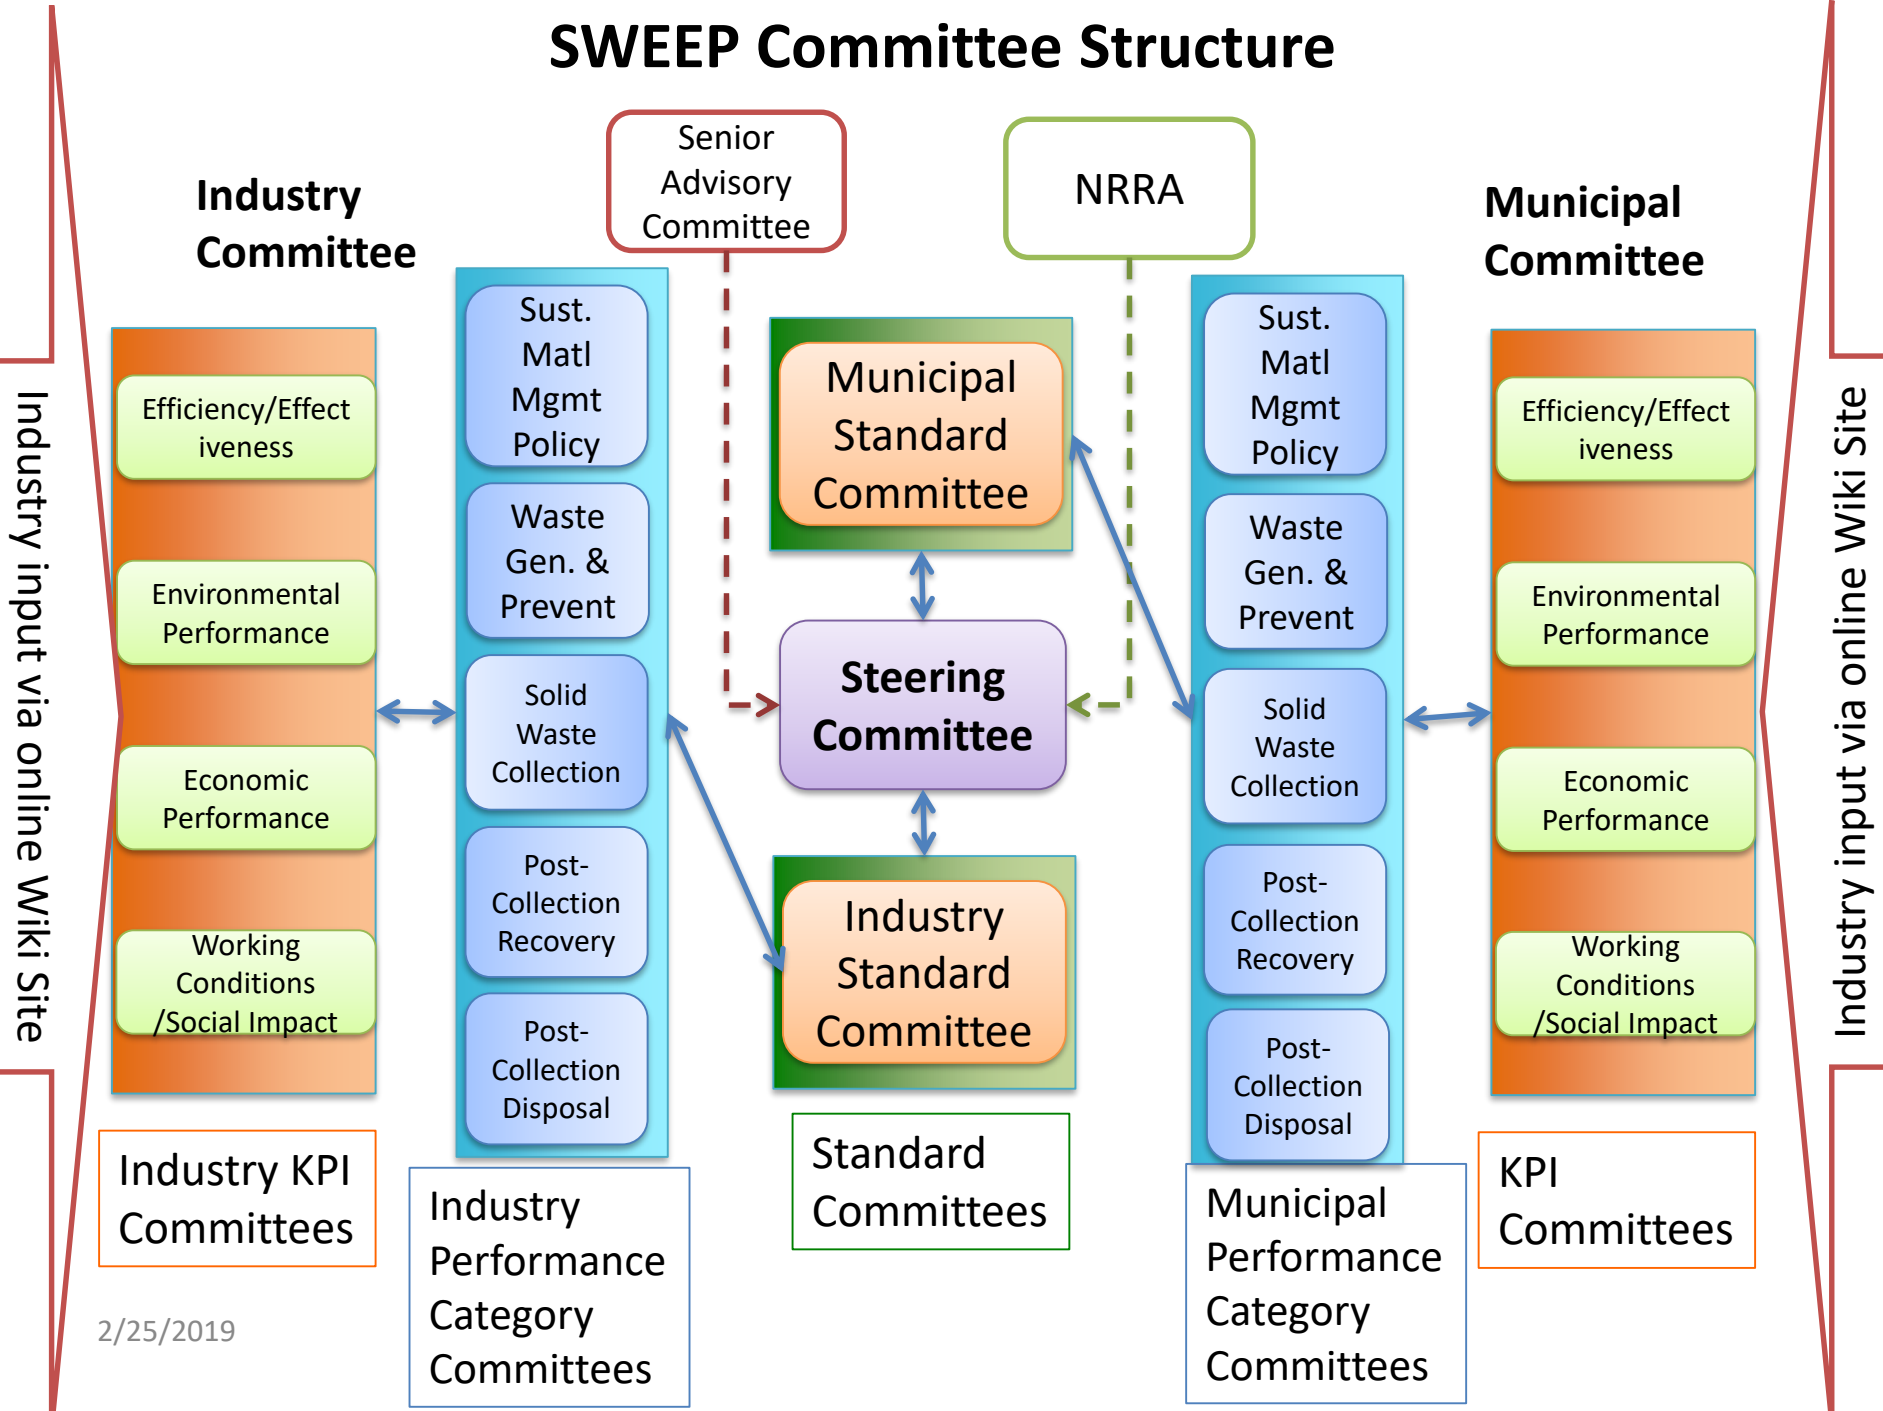 SWEEP Committee Structure
Senior
Advisory
Committee
NRRA
Industry
Committee
Municipal
Committee
Industry input via online Wiki Site
Efficiency/Effect
iveness
Environmental
Performance
Economic
Performance
Working
Conditions
/Social Impact
Industry KPI
Committees
Sust.
Matl
Mgmt
Policy
Waste
Gen. &
Prevent
Solid
Waste
Collection
Post-
Collection
Recovery
Post-
Collection
Disposal
Industry
Performance
Category
Committees
Municipal
Standard
Committee
Steering
Committee
Industry
Standard
Committee
Standard
Committees
Sust.
Matl
Mgmt
Policy
Waste
Gen. &
Prevent
Solid
Waste
Collection
Post-
Collection
Recovery
Post-
Collection
Disposal
Municipal
Performance
Category
Committees
Efficiency/Effect
iveness
Environmental
Performance
Economic
Performance
Working
Conditions
/Social Impact
KPI
Committees
Industry input via online Wiki Site
2/25/2019